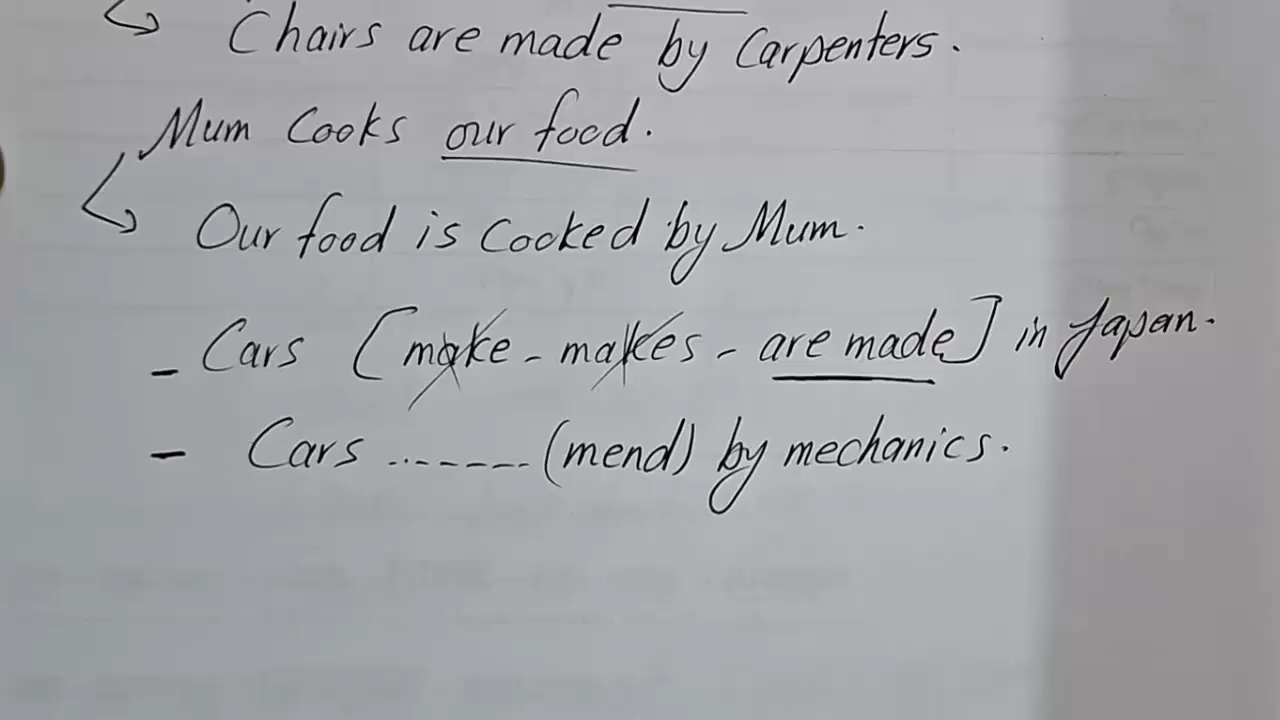 Chairs are made by Carpenters.
Mum Cooks our food.
Our food is Cooked by Mum.
- Cars [make - makes - are made] in Japan.
- Cars ....... (mend) by mechanics.